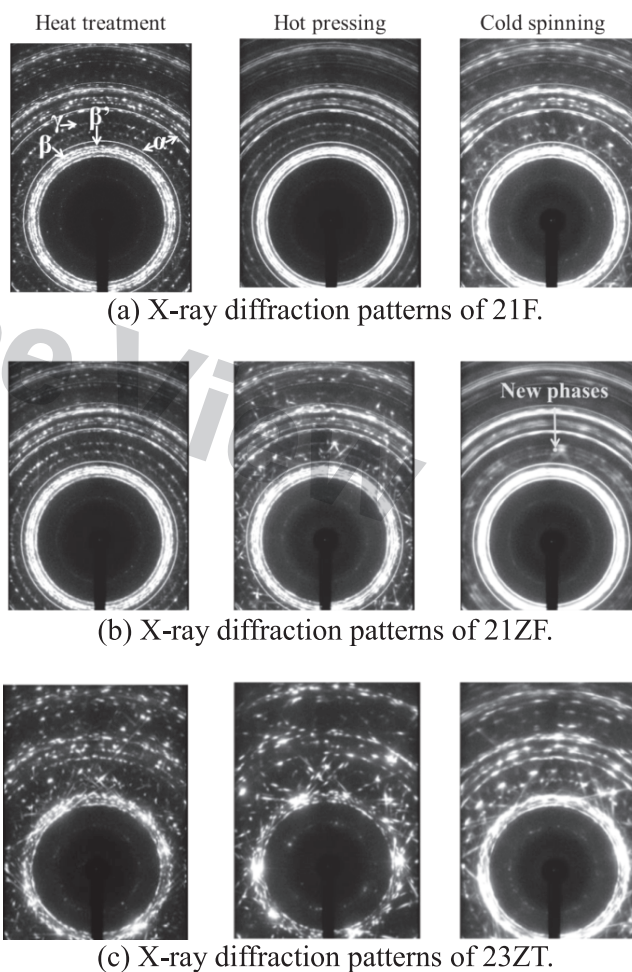 Heat treatment Hot pressing Cold spinning
γ β' α
β
(a) X-ray diffraction patterns of 21F.
New phases
(b) X-ray diffraction patterns of 21ZF.
(c) X-ray diffraction patterns of 23ZT.